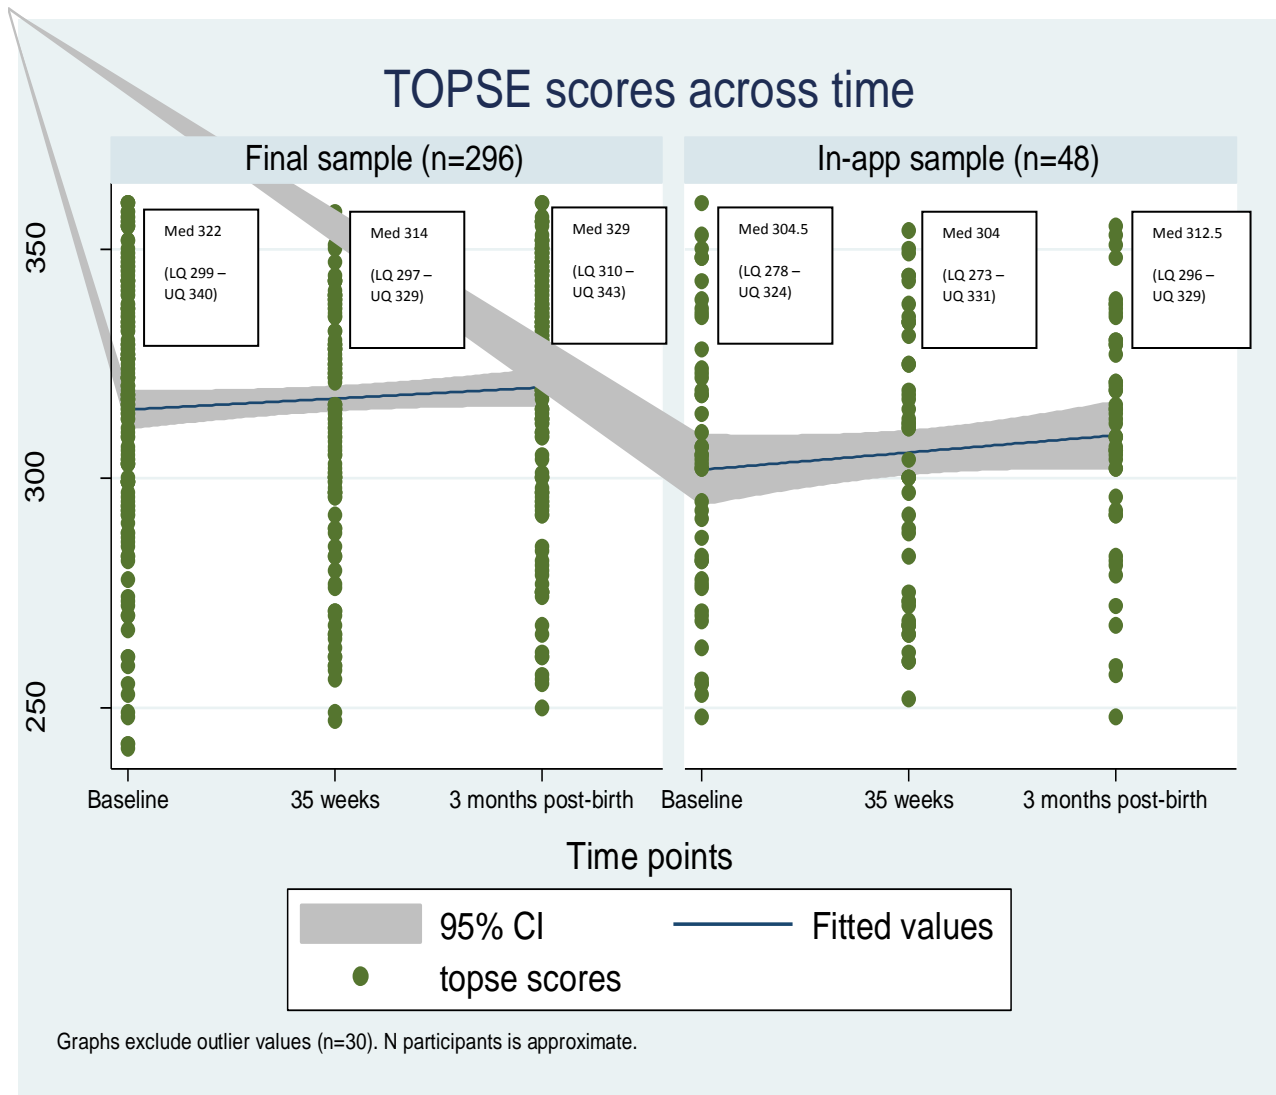 TOPSE scores across time
Final sample (n=296)
In-app sample (n=48)
350
300
250
Med 322
(LQ 299 –
UQ 340)
Med 314
(LQ 297 –
UQ 329)
Med 329
(LQ 310 –
UQ 343)
Med 304.5
(LQ 278 –
UQ 324)
Med 304
(LQ 273 –
UQ 331)
Med 312.5
(LQ 296 –
UQ 329)
Baseline
35 weeks
3 months post-birth
Baseline
35 weeks
3 months post-birth
Time points
95% CI
Fitted values
topse scores
Graphs exclude outlier values (n=30). N participants is approximate.